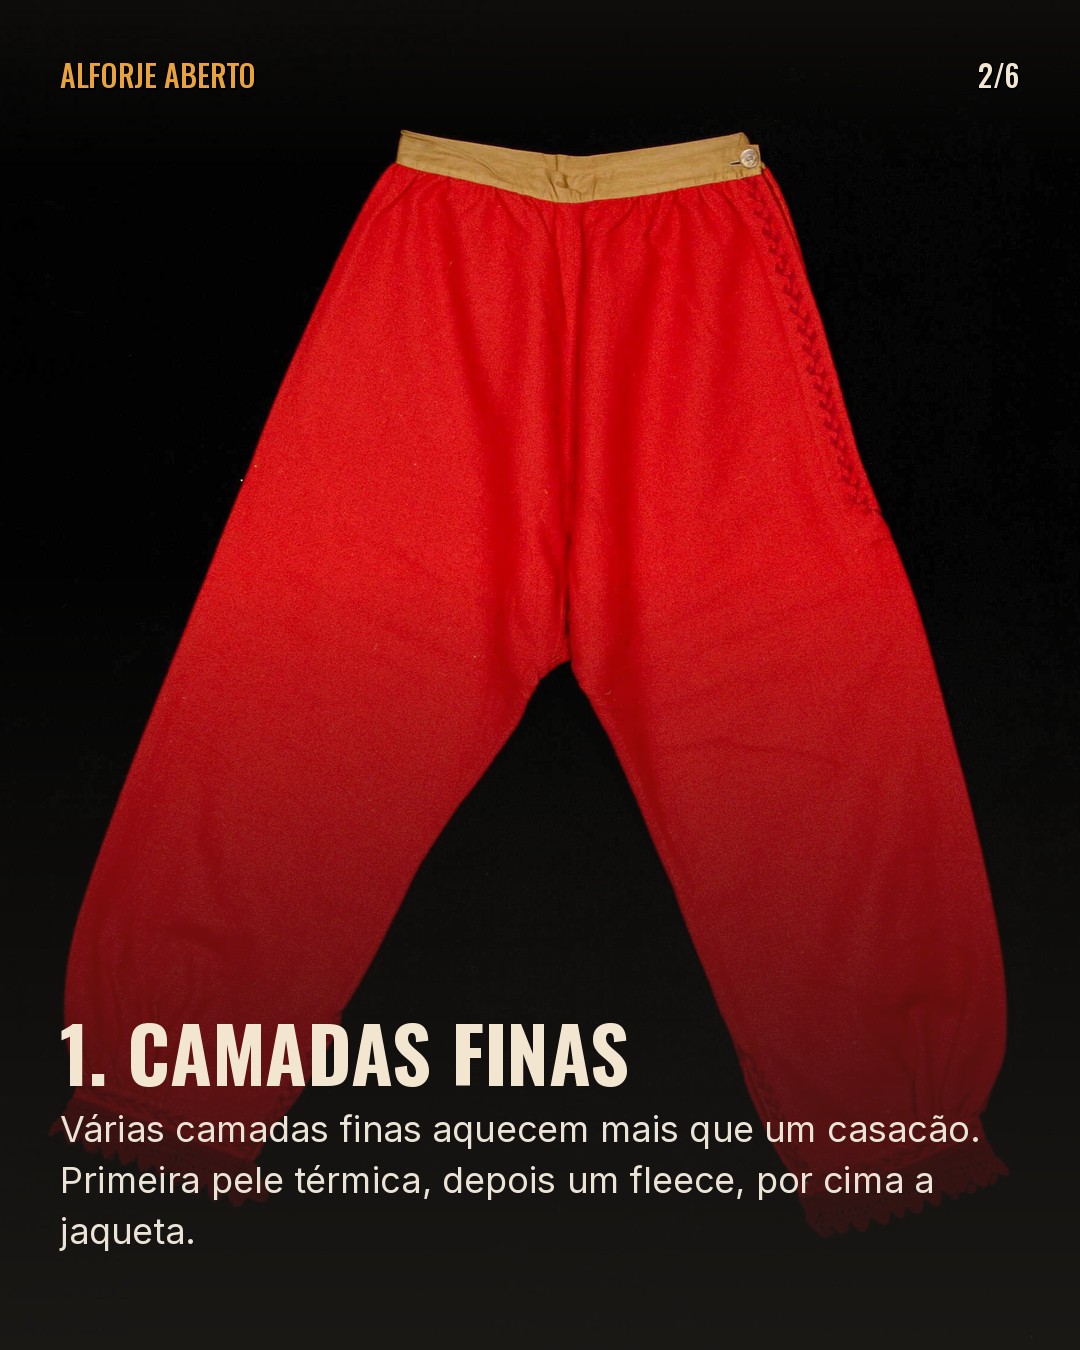 ALFORJE ABERTO
2/6
1. CAMADAS FINAS
Várias camadas finas aquecem mais que um casacão.
Primeira pele térmica, depois um fleece, por cima a
jaqueta.